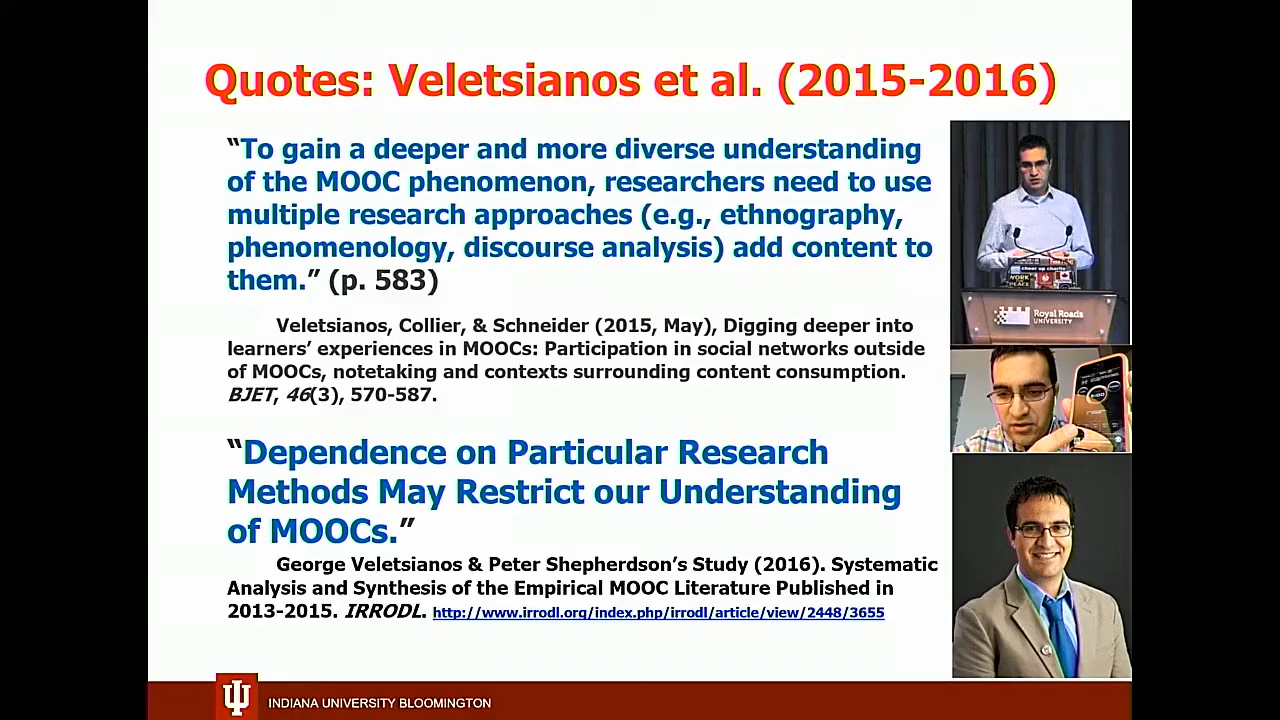 Quotes: Veletsianos et al. (2015-2016)
“To gain a deeper and more diverse understanding
of the MOOC phenomenon, researchers need to use
multiple research approaches (e.g., ethnography,
phenomenology, discourse analysis) add content to
them.” (p. 583)
Veletsianos, Collier, & Schneider (2015, May), Digging deeper into
learners’ experiences in MOOCs: Participation in social networks outside
of MOOCs, notetaking and contexts surrounding content consumption.
BJET, 46(3), 570-587.
“Dependence on Particular Research
Methods May Restrict our Understanding
of MOOCs.”
George Veletsianos & Peter Shepherdson’s Study (2016). Systematic
Analysis and Synthesis of the Empirical MOOC Literature Published in
2013-2015. IRRODL. http://www.irrodl.org/index.php/irrodl/article/view/2448/3655
cheer up charlie
WORK
PEACE
Royal Roads
UNIVERSITY
INDIANA UNIVERSITY BLOOMINGTON